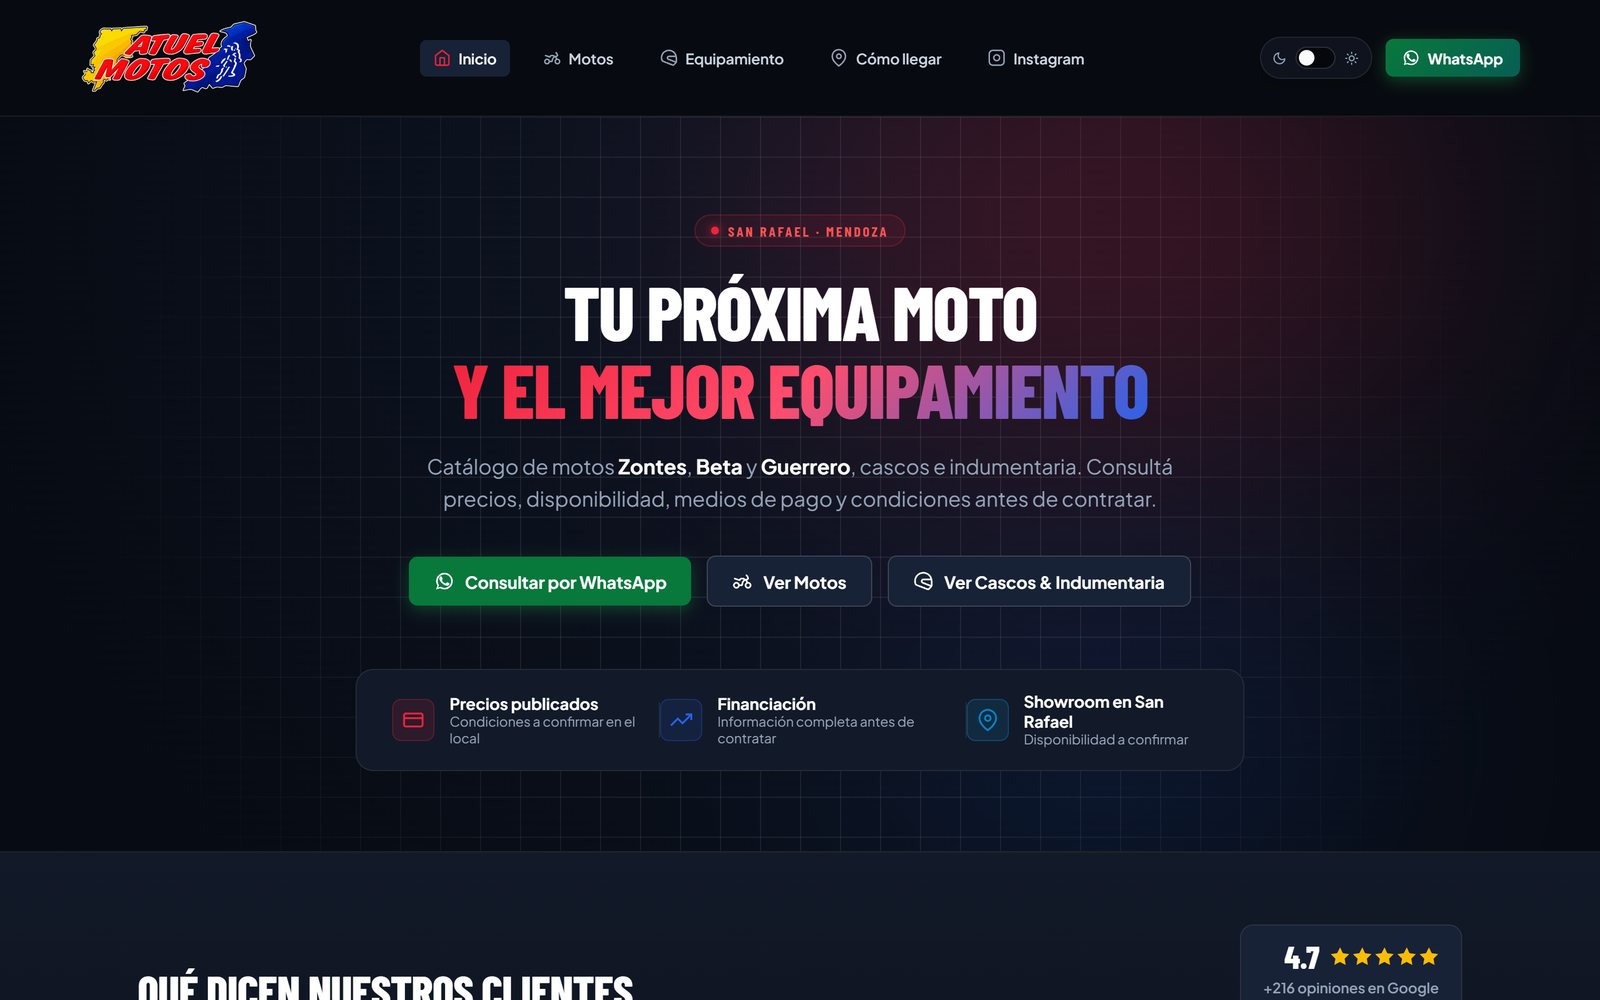 ATUEL
MOTOS
Inicio
Motos
Equipamiento
Cómo llegar
Instagram
WhatsApp
SAN RAFAEL · MENDOZA
TU PRÓXIMA MOTO
Y EL MEJOR EQUIPAMIENTO
Catálogo de motos Zontes, Beta y Guerrero, cascos e indumentaria. Consultá
precios, disponibilidad, medios de pago y condiciones antes de contratar.
Consultar por WhatsApp
Ver Motos
Ver Cascos & Indumentaria
Precios publicados
Condiciones a confirmar en el
local
Financiación
Información completa antes de
contratar
Showroom en San
Rafael
Disponibilidad a confirmar
QUÉ DICEN NUESTROS CLIENTES
4.7
+216 opiniones en Google